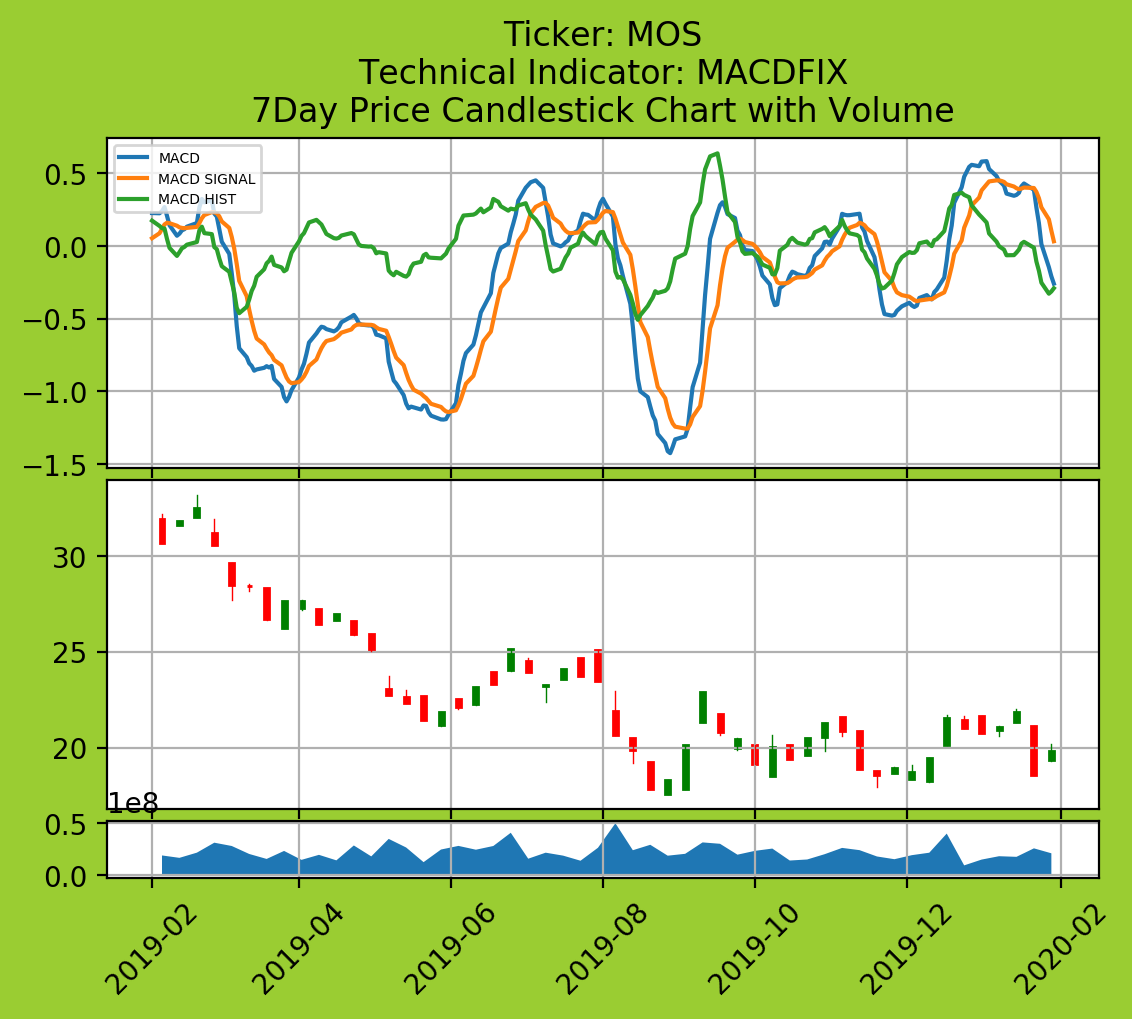 Ticker: MOS
Technical Indicator: MACDFIX
7Day Price Candlestick Chart with Volume
MACD
MACD SIGNAL
MACD HIST
0.5
0.0
−0.5
−1.0
−1.5
30
25
20
1e8
0.5
0.0
2019-02
2019-04
2019-06
2019-08
2019-10
2019-12
2020-02